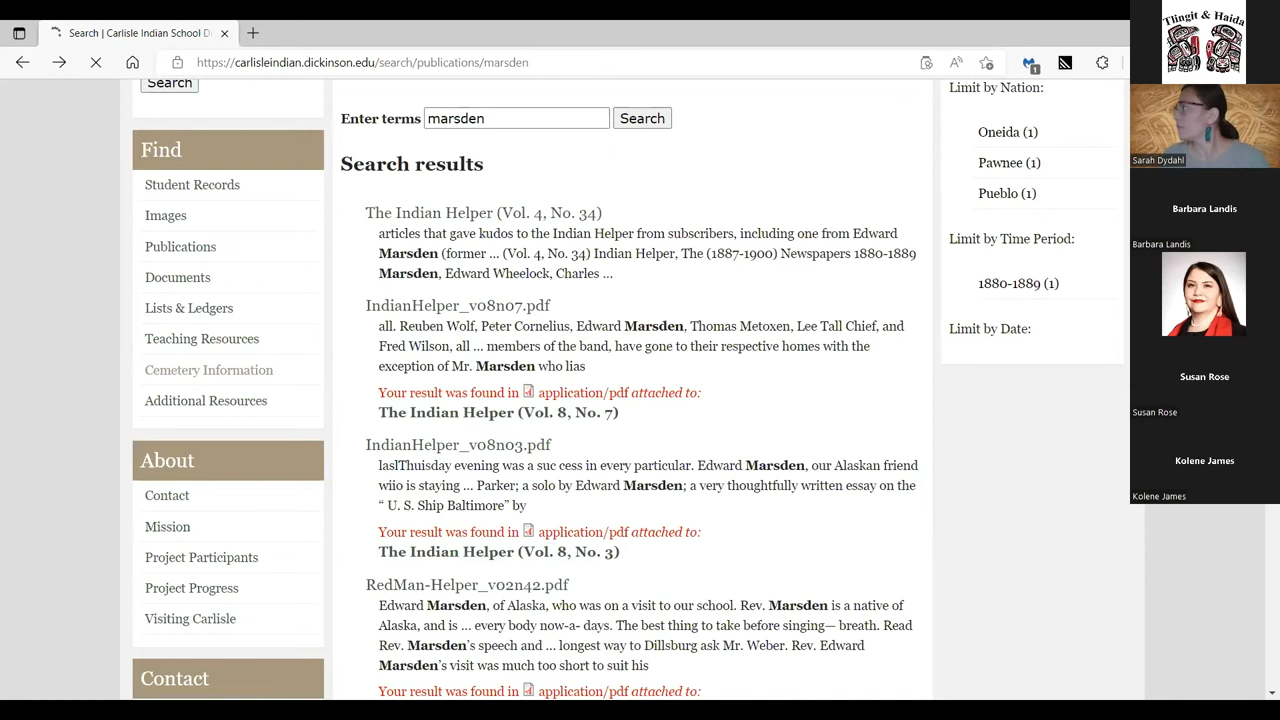 Search | Carlisle Indian School D
https://carlisleindian.dickinson.edu/search/publications/marsden
1
Search
Find
Student Records
Images
Publications
Documents
Lists & Ledgers
Teaching Resources
Cemetery Information
Additional Resources
About
Contact
Mission
Project Participants
Project Progress
Visiting Carlisle
Contact
Enter terms marsden Search
Search results
The Indian Helper (Vol. 4, No. 34)
articles that gave kudos to the Indian Helper from subscribers, including one from Edward
Marsden (former ... (Vol. 4, No. 34) Indian Helper, The (1887-1900) Newspapers 1880-1889
Marsden, Edward Wheelock, Charles ...
IndianHelper_v08n07.pdf
all. Reuben Wolf, Peter Cornelius, Edward Marsden, Thomas Metoxen, Lee Tall Chief, and
Fred Wilson, all ... members of the band, have gone to their respective homes with the
exception of Mr. Marsden who lias
Your result was found in application/pdf attached to:
The Indian Helper (Vol. 8, No. 7)
IndianHelper_v08n03.pdf
laslThuisday evening was a suc cess in every particular. Edward Marsden, our Alaskan friend
wiio is staying ... Parker; a solo by Edward Marsden; a very thoughtfully written essay on the
“ U. S. Ship Baltimore” by
Your result was found in application/pdf attached to:
The Indian Helper (Vol. 8, No. 3)
RedMan-Helper_v02n42.pdf
Edward Marsden, of Alaska, who was on a visit to our school. Rev. Marsden is a native of
Alaska, and is ... every body now-a- days. The best thing to take before singing— breath. Read
Rev. Marsden’s speech and ... longest way to Dillsburg ask Mr. Weber. Rev. Edward
Marsden’s visit was much too short to suit his
Your result was found in application/pdf attached to:
Limit by Nation:
Oneida (1)
Pawnee (1)
Pueblo (1)
Limit by Time Period:
1880-1889 (1)
Limit by Date:
Tlingit & Haida
Sarah Dydahl
Barbara Landis
Barbara Landis
Susan Rose
Susan Rose
Kolene James
Kolene James